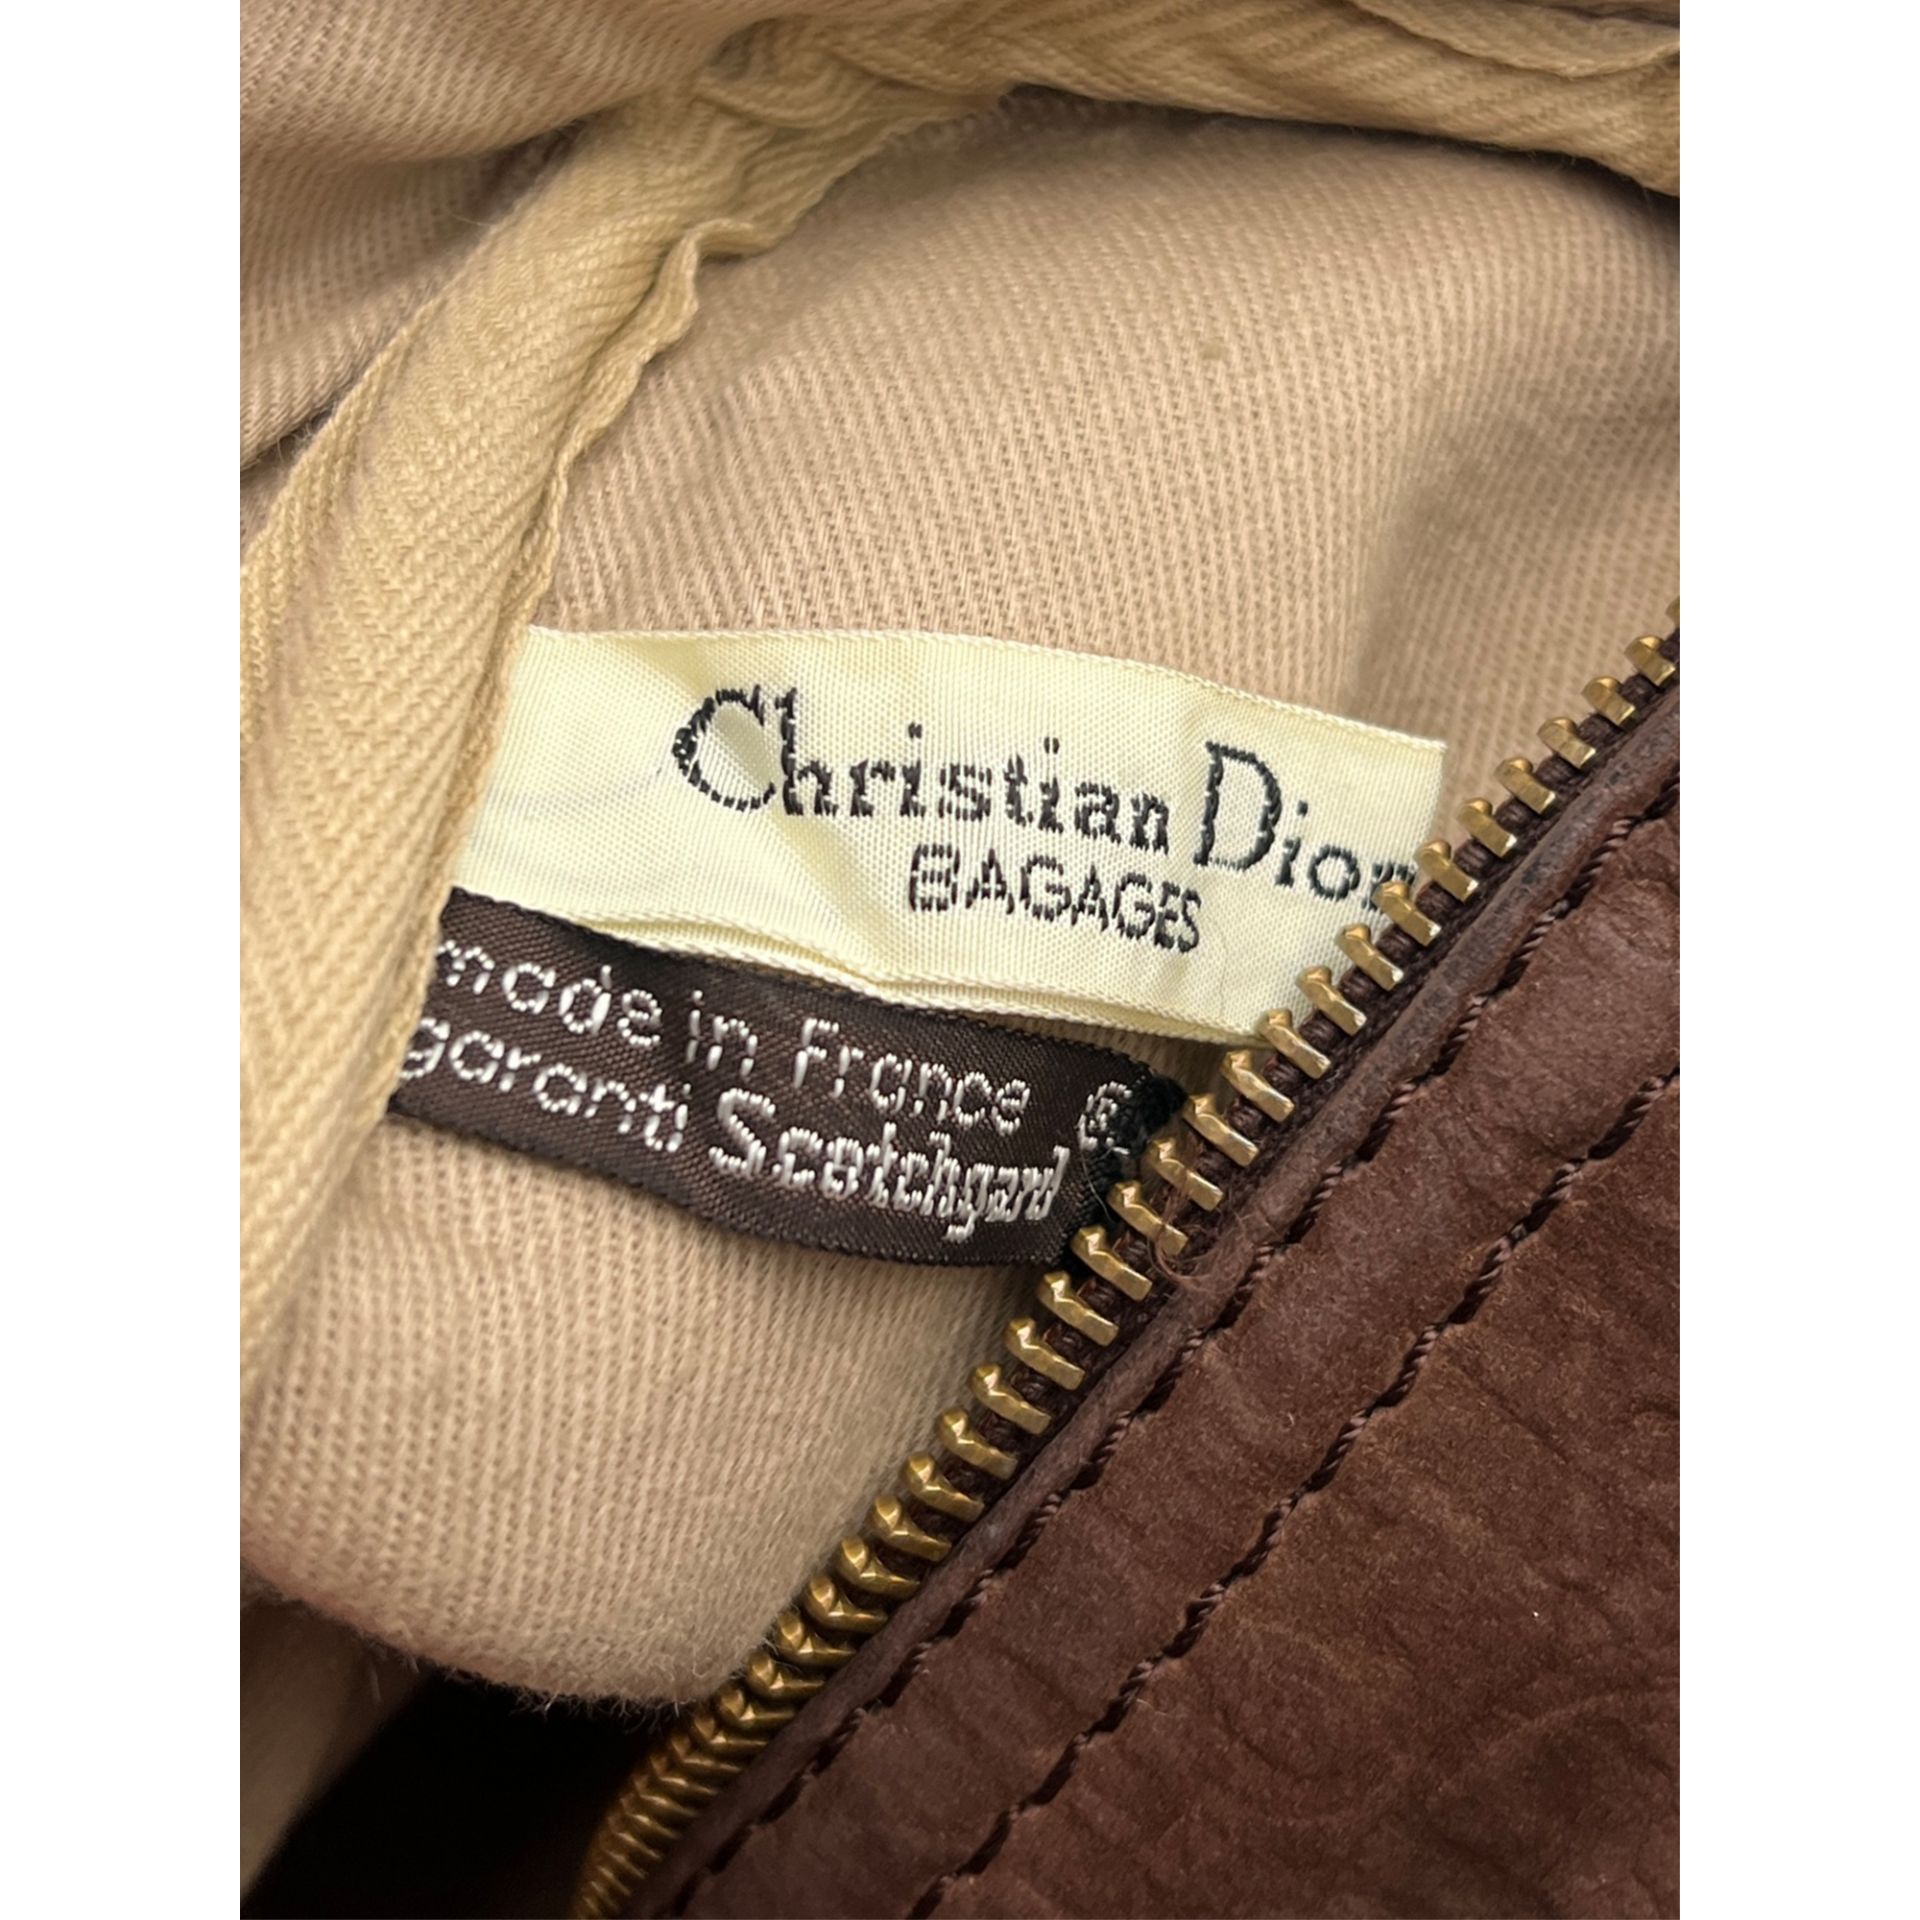 Christian Dior
BAGAGES
made in France
garanti Scotchgard ®